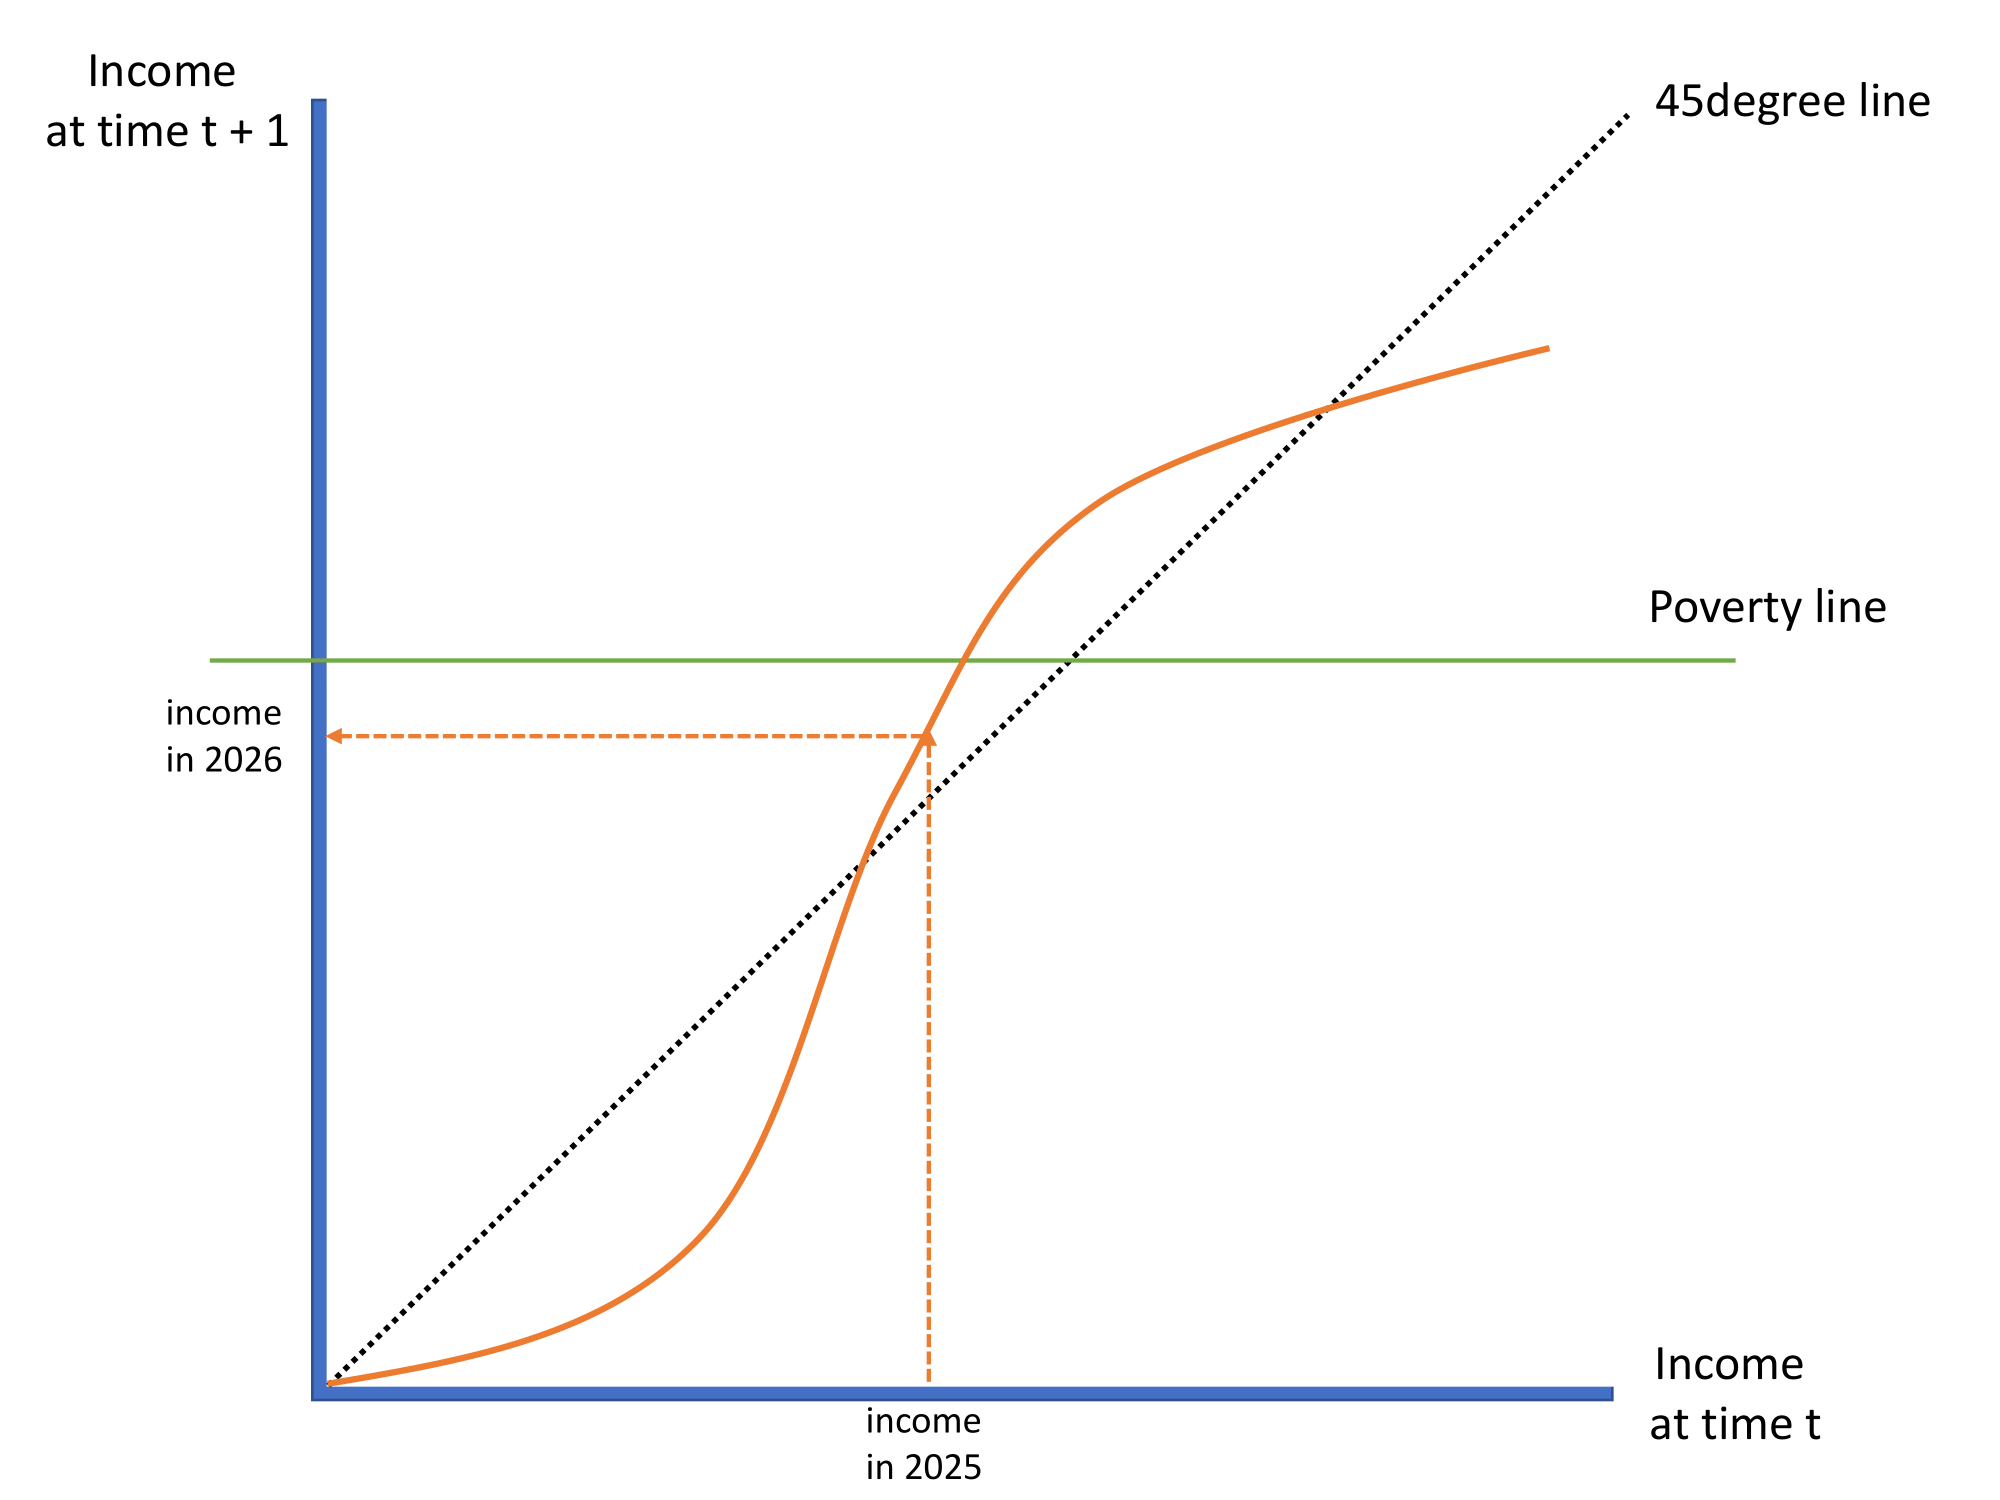 Income
at time t + 1
45degree line
Poverty line
income
in 2026
Income
at time t
income
in 2025